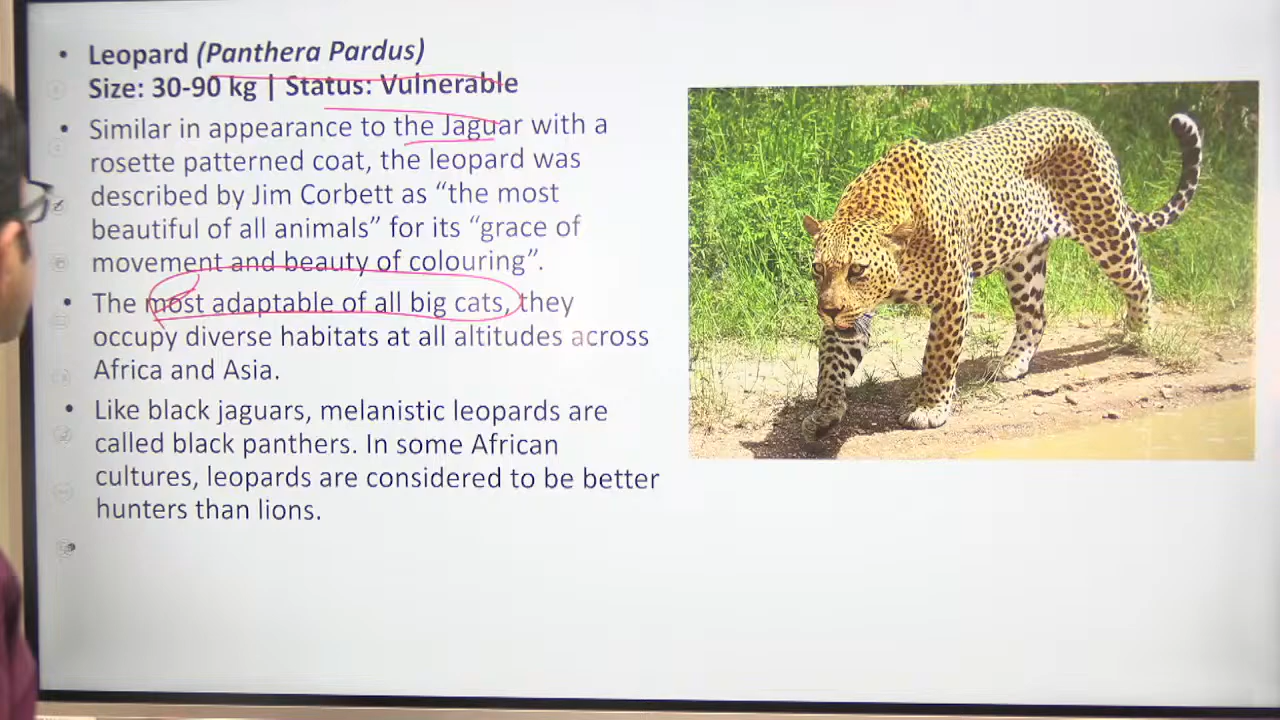 • Leopard (Panthera Pardus)
Size: 30-90 kg | Status: Vulnerable
• Similar in appearance to the Jaguar with a
rosette patterned coat, the leopard was
described by Jim Corbett as “the most
beautiful of all animals” for its “grace of
movement and beauty of colouring”.
• The most adaptable of all big cats, they
occupy diverse habitats at all altitudes across
Africa and Asia.
• Like black jaguars, melanistic leopards are
called black panthers. In some African
cultures, leopards are considered to be better
hunters than lions.